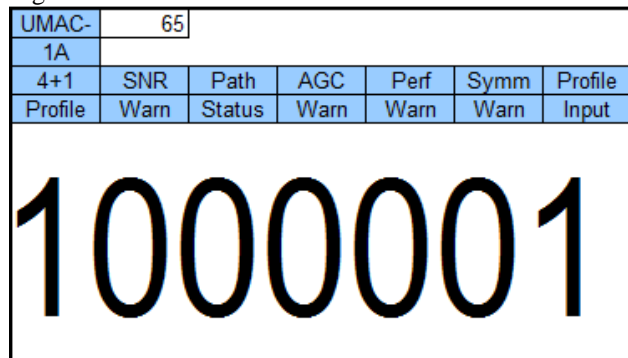 UMAC- 65
1A
4+1 SNR Path AGC Perf Symm Profile
Profile Warn Status Warn Warn Warn Input
1000001